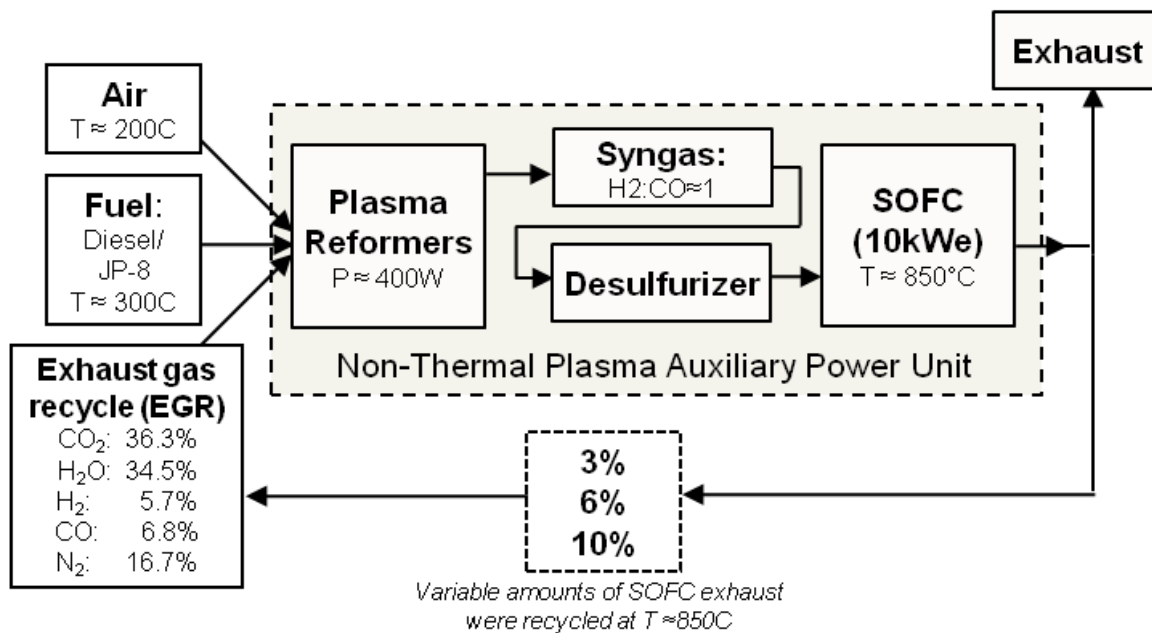 Exhaust
Air
T ≈ 200C
Fuel:
Diesel/
JP-8
T ≈ 300C
Plasma
Reformers
P ≈ 400W
Syngas:
H2:CO≈1
Desulfurizer
SOFC
(10kWe)
T ≈ 850°C
Non-Thermal Plasma Auxiliary Power Unit
Exhaust gas
recycle (EGR)
CO₂: 36.3%
H₂O: 34.5%
H₂: 5.7%
CO: 6.8%
N₂: 16.7%
3%
6%
10%
Variable amounts of SOFC exhaust
were recycled at T ≈850C